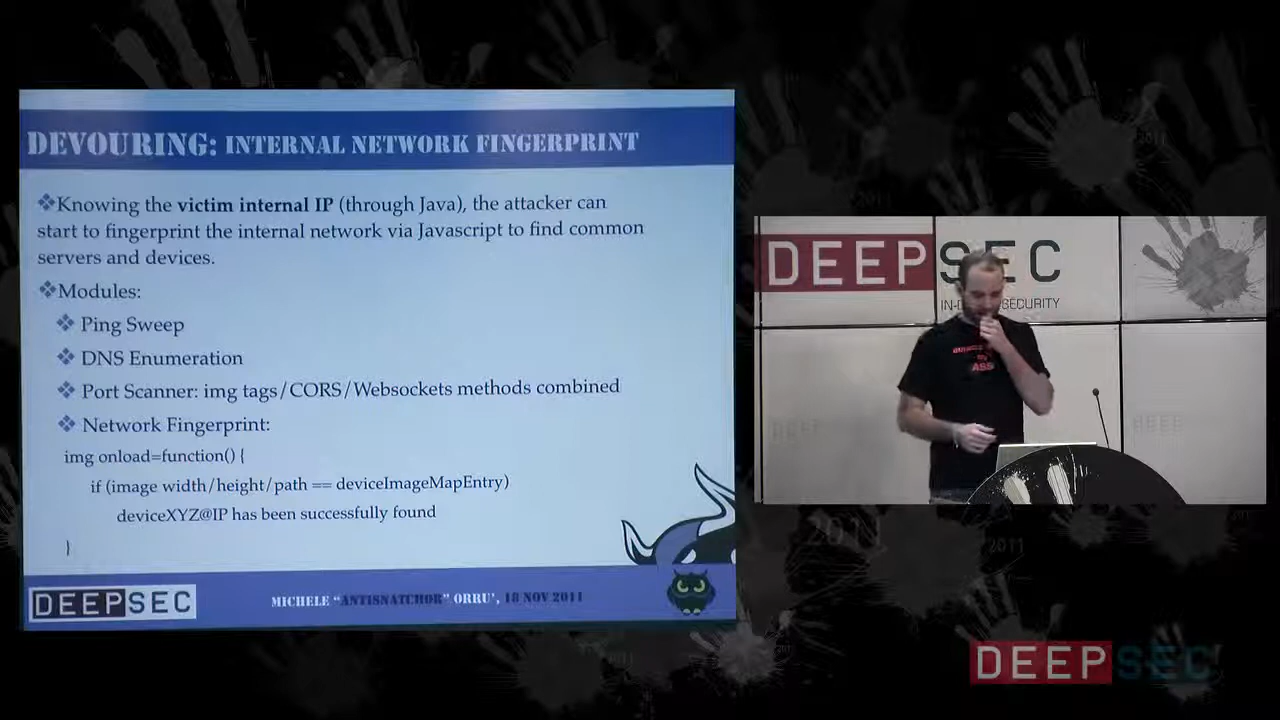 DEVOURING: INTERNAL NETWORK FINGERPRINT
❖Knowing the victim internal IP (through Java), the attacker can
start to fingerprint the internal network via Javascript to find common
servers and devices.
❖Modules:
❖ Ping Sweep
❖ DNS Enumeration
❖ Port Scanner: img tags/CORS/Websockets methods combined
❖ Network Fingerprint:
img onload=function() {
if (image width/height/path == deviceImageMapEntry)
deviceXYZ@IP has been successfully found
}
DEEPSEC
MICHELE "ANTISNATCHOR" ORRU', 18 NOV 2011
DEEPSEC
IN-D SECURITY
ASS
2011
2011
DEEPSEC